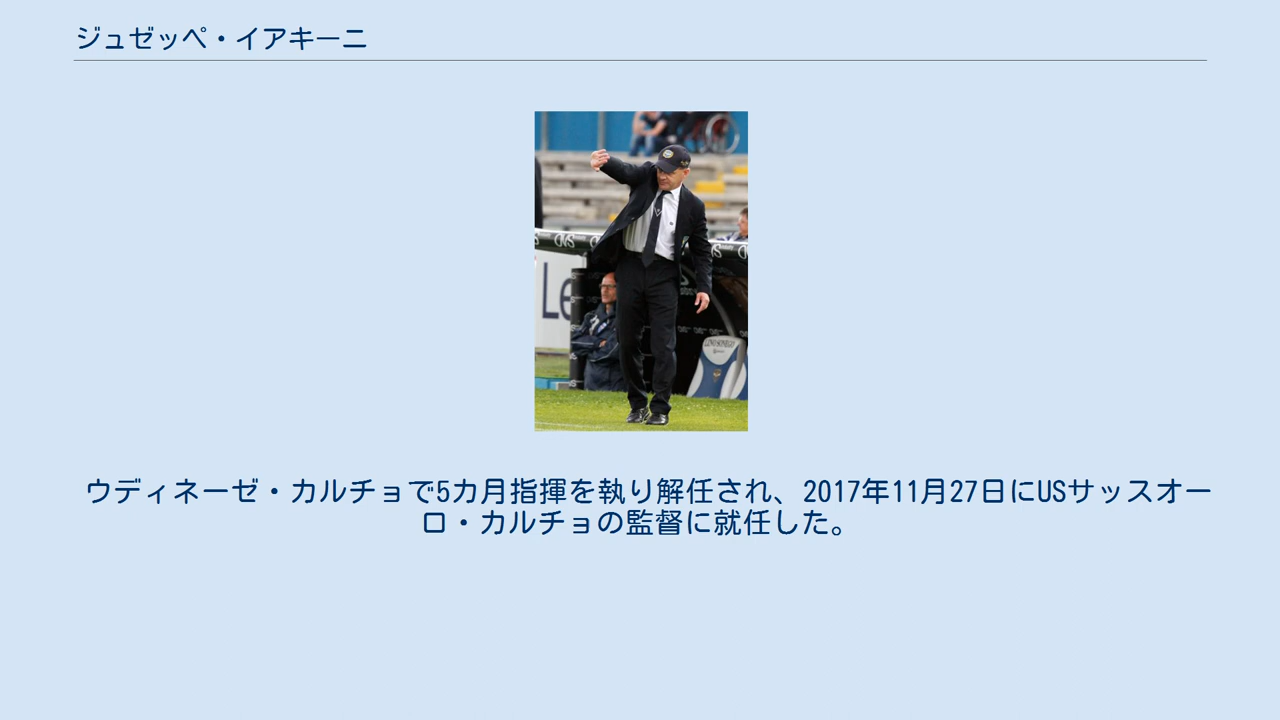 ジュゼッペ・イアキーニ
Le
LEGEA
ウディネーゼ・カルチョで5カ月指揮を執り解任され、2017年11月27日にUSサッスオー
ロ・カルチョの監督に就任した。